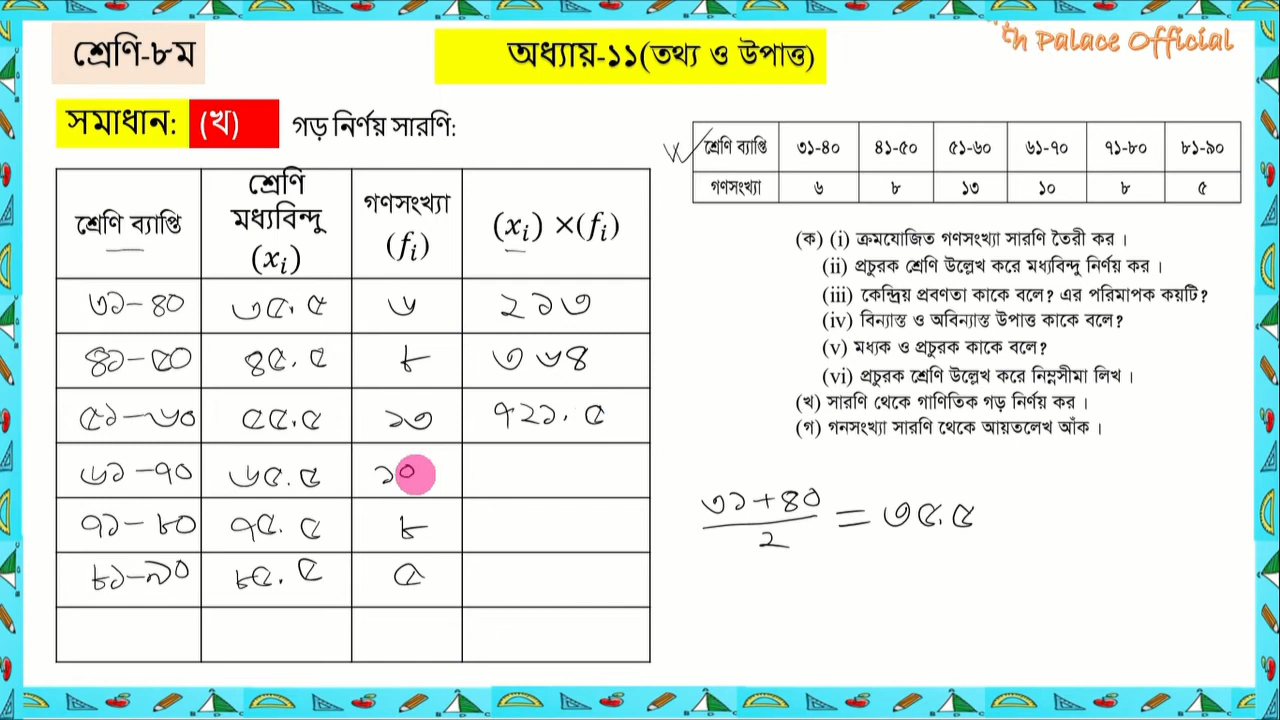 th Palace Official
শ্রেণি-৮ম
অধ্যায়-১১(তথ্য ও উপাত্ত)
সমাধান: (খ) গড় নির্ণয় সারণি:
শ্রেণি ব্যাপ্তি ৩১-৪০ ৪১-৫০ ৫১-৬০ ৬১-৭০ ৭১-৮০ ৮১-৯০
গণসংখ্যা ৬ ৮ ১৩ ১০ ৮ ৫
শ্রেণি ব্যাপ্তি
শ্রেণি
মধ্যবিন্দু
(xᵢ)
গণসংখ্যা
(fᵢ)
(xᵢ) ×(fᵢ)
৩১-৪০ ৩৫.৫ ৬ ২১৩
৪১-৫০ ৪৫.৫ ৮ ৩৬৪
৫১-৬০ ৫৫.৫ ১৩ ৭২১.৫
৬১-৭০ ৬৫.৫ ১০
৭১-৮০ ৭৫.৫ ৮
৮১-৯০ ৮৫.৫ ৫
(ক) (i) ক্রমযোজিত গণসংখ্যা সারণি তৈরী কর।
(ii) প্রচুরক শ্রেণি উল্লেখ করে মধ্যবিন্দু নির্ণয় কর।
(iii) কেন্দ্রিয় প্রবণতা কাকে বলে? এর পরিমাপক কয়টি?
(iv) বিন্যাস্ত ও অবিন্যাস্ত উপাত্ত কাকে বলে?
(v) মধ্যক ও প্রচুরক কাকে বলে?
(vi) প্রচুরক শ্রেণি উল্লেখ করে নিম্নসীমা লিখ।
(খ) সারণি থেকে গাণিতিক গড় নির্ণয় কর।
(গ) গনসংখ্যা সারণি থেকে আয়তলেখ আঁক।
৩১+৪০
২
= ৩৫.৫